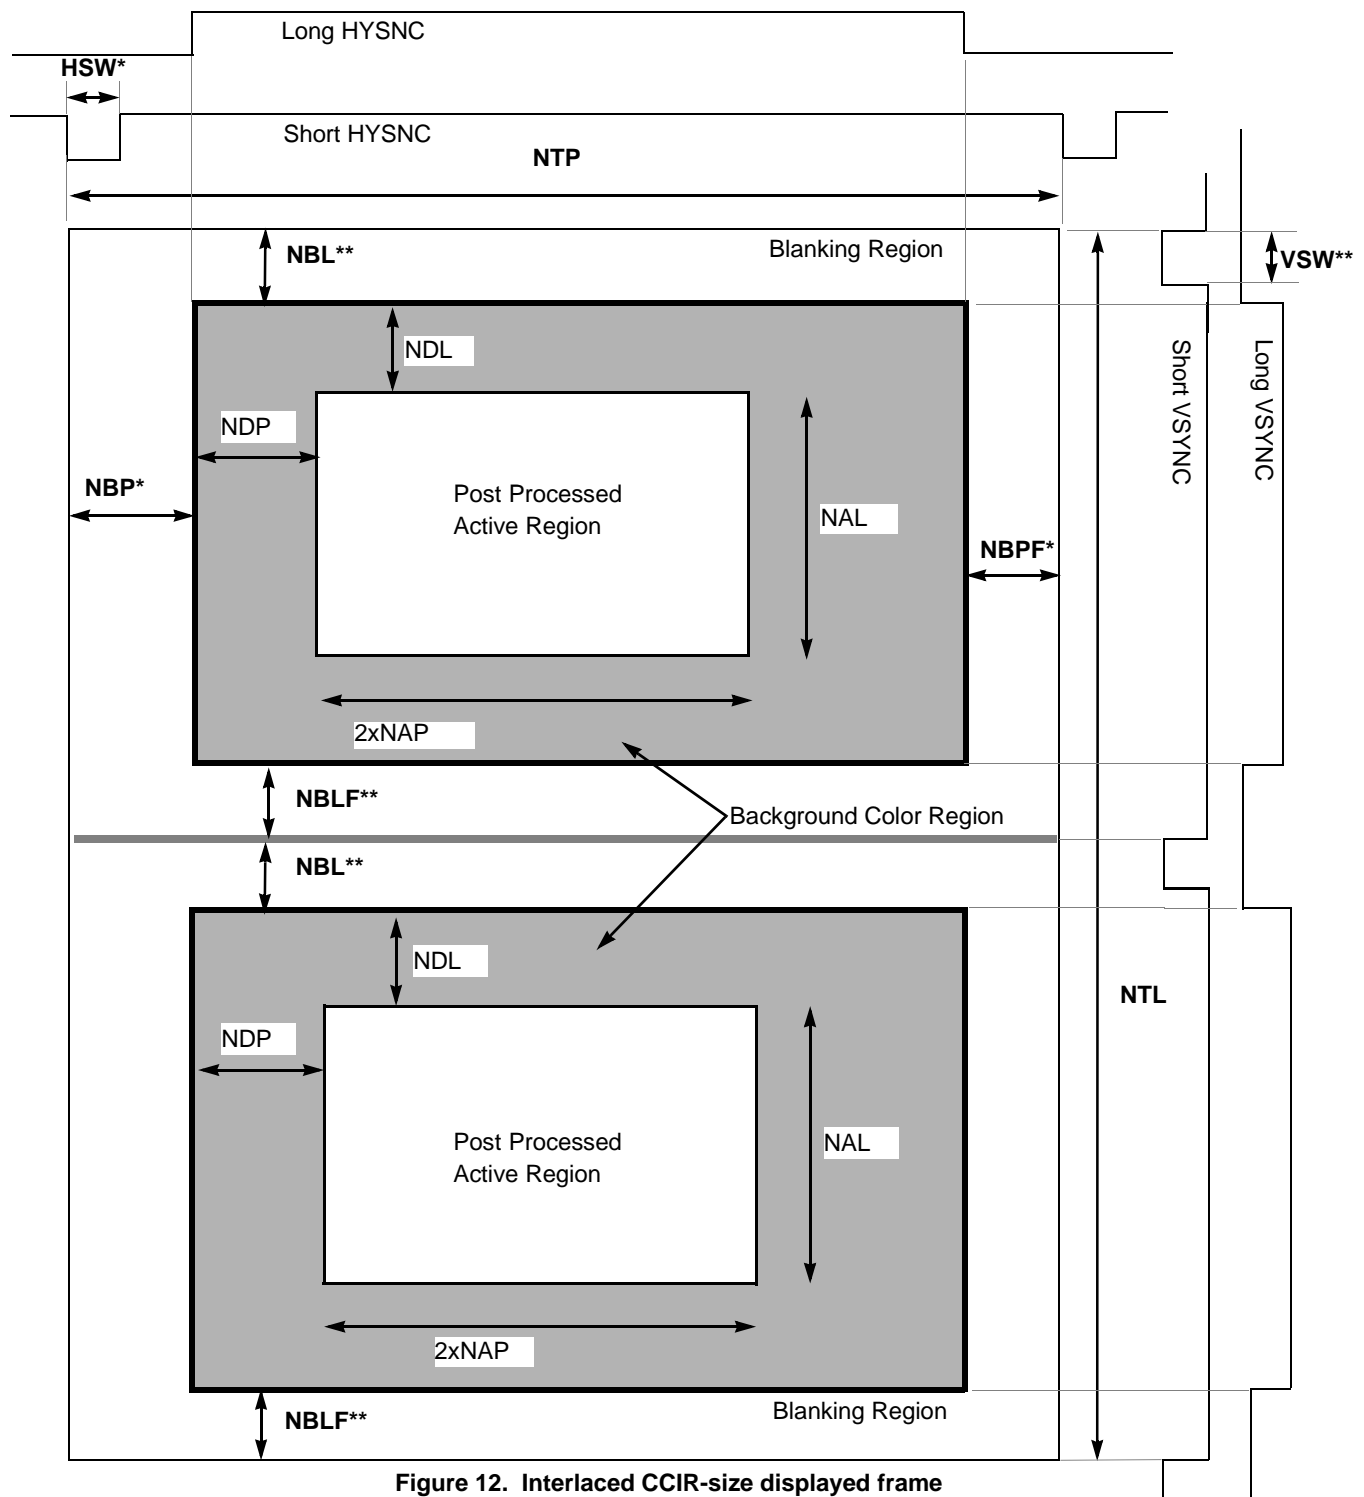 Long HYSNC
HSW*
Short HYSNC
NTP
NBL**
Blanking Region
VSW**
NDL
Short VSYNC
Long VSYNC
NDP
NBP*
Post Processed
Active Region
NAL
NBPF*
2xNAP
NBLF**
Background Color Region
NBL**
NDL
NTL
NDP
Post Processed
Active Region
NAL
2xNAP
NBLF**
Blanking Region
Figure 12. Interlaced CCIR-size displayed frame